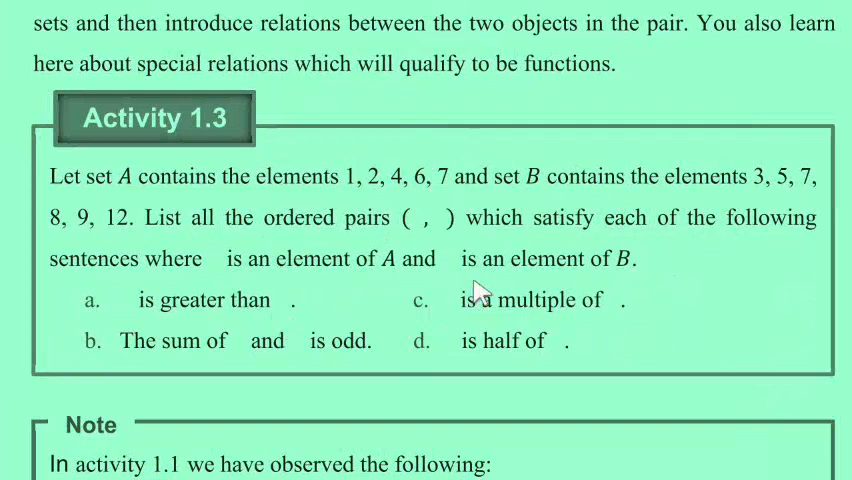 sets and then introduce relations between the two objects in the pair. You also learn
here about special relations which will qualify to be functions.
Activity 1.3
Let set A contains the elements 1, 2, 4, 6, 7 and set B contains the elements 3, 5, 7,
8, 9, 12. List all the ordered pairs ( , ) which satisfy each of the following
sentences where is an element of A and is an element of B.
a. is greater than .
c. is a multiple of .
b. The sum of and is odd.
d. is half of .
Note
In activity 1.1 we have observed the following: